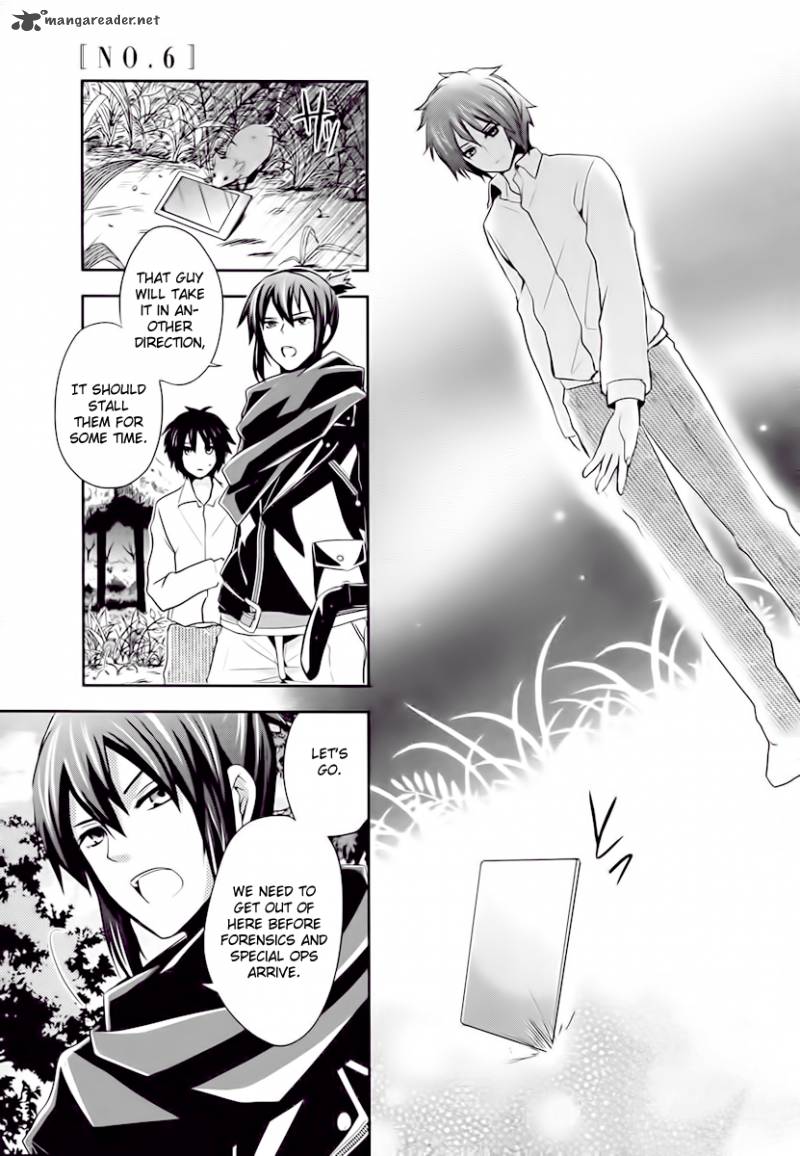 mangareader.net
[NO.6]
THAT GUY
WILL TAKE
IT IN AN-
OTHER
DIRECTION,
IT SHOULD
STALL
THEM FOR
SOME TIME.
LET'S
GO.
WE NEED TO
GET OUT OF
HERE BEFORE
FORENSICS AND
SPECIAL OPS
ARRIVE.